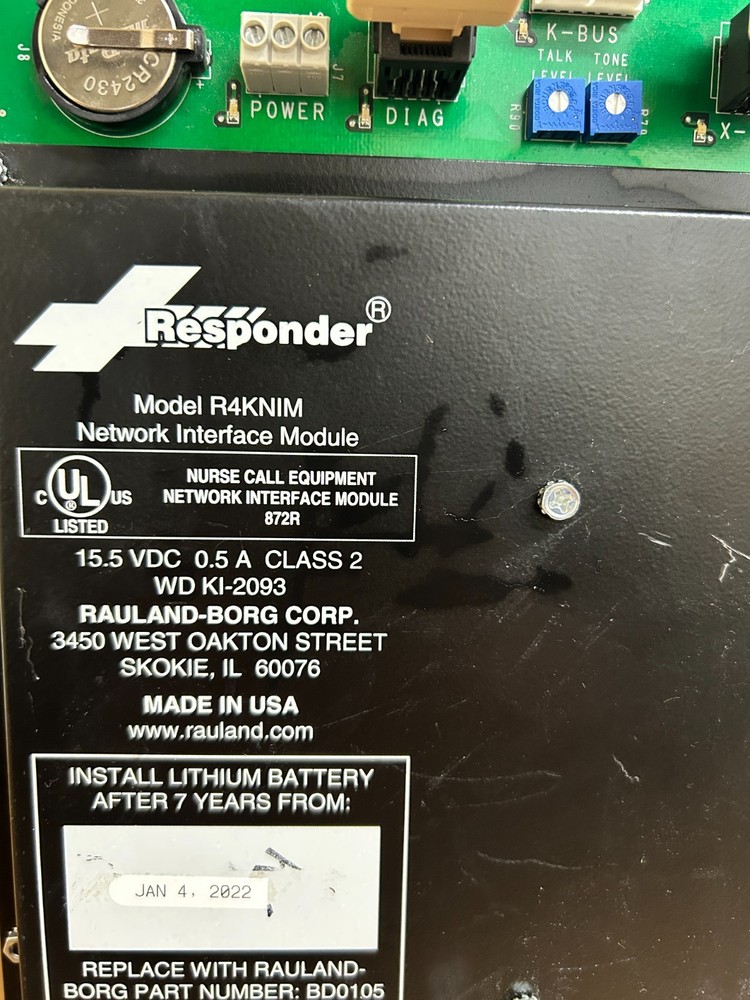 K-BUS
TALK TONE
LEVEL LEVEL
J8
INDONESIA
CR2430
+
+
J7
POWER
DIAG
R90
R70
X-
Responder®
Model R4KNIM
Network Interface Module
C UL® US
LISTED
NURSE CALL EQUIPMENT
NETWORK INTERFACE MODULE
872R
15.5 VDC 0.5 A CLASS 2
WD KI-2093
RAULAND-BORG CORP.
3450 WEST OAKTON STREET
SKOKIE, IL 60076
MADE IN USA
www.rauland.com
INSTALL LITHIUM BATTERY
AFTER 7 YEARS FROM:
JAN 4, 2022
REPLACE WITH RAULAND-
BORG PART NUMBER: BD0105